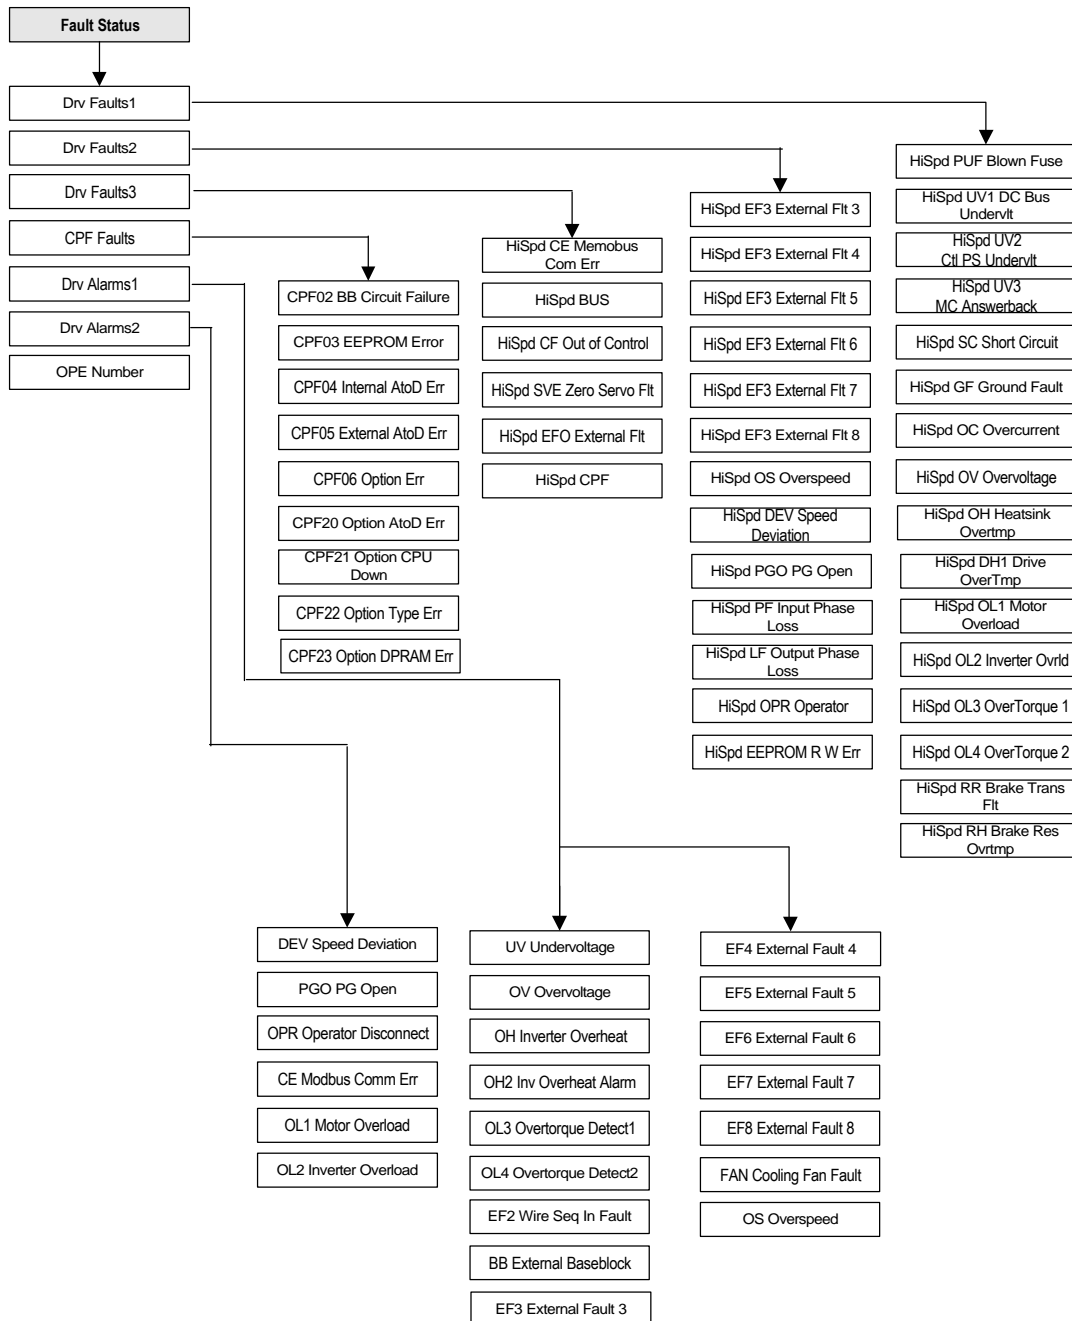 Fault Status
Drv Faults1
Drv Faults2
Drv Faults3
CPF Faults
Drv Alarms1
Drv Alarms2
OPE Number
CPF02 BB Circuit Failure
CPF03 EEPROM Error
CPF04 Internal AtoD Err
CPF05 External AtoD Err
CPF06 Option Err
CPF20 Option AtoD Err
CPF21 Option CPU
Down
CPF22 Option Type Err
CPF23 Option DPRAM Err
HiSpd CE Memobus
Com Err
HiSpd BUS
HiSpd CF Out of Control
HiSpd SVE Zero Servo Flt
HiSpd EFO External Flt
HiSpd CPF
HiSpd EF3 External Flt 3
HiSpd EF3 External Flt 4
HiSpd EF3 External Flt 5
HiSpd EF3 External Flt 6
HiSpd EF3 External Flt 7
HiSpd EF3 External Flt 8
HiSpd OS Overspeed
HiSpd DEV Speed
Deviation
HiSpd PGO PG Open
HiSpd PF Input Phase
Loss
HiSpd LF Output Phase
Loss
HiSpd OPR Operator
HiSpd EEPROM R W Err
HiSpd PUF Blown Fuse
HiSpd UV1 DC Bus
Undervlt
HiSpd UV2
Ctl PS Undervlt
HiSpd UV3
MC Answerback
HiSpd SC Short Circuit
HiSpd GF Ground Fault
HiSpd OC Overcurrent
HiSpd OV Overvoltage
HiSpd OH Heatsink
Overtmp
HiSpd DH1 Drive
OverTmp
HiSpd OL1 Motor
Overload
HiSpd OL2 Inverter Ovrld
HiSpd OL3 OverTorque 1
HiSpd OL4 OverTorque 2
HiSpd RR Brake Trans
Flt
HiSpd RH Brake Res
Ovrtmp
DEV Speed Deviation
PGO PG Open
OPR Operator Disconnect
CE Modbus Comm Err
OL1 Motor Overload
OL2 Inverter Overload
UV Undervoltage
OV Overvoltage
OH Inverter Overheat
OH2 Inv Overheat Alarm
OL3 Overtorque Detect1
OL4 Overtorque Detect2
EF2 Wire Seq In Fault
BB External Baseblock
EF3 External Fault 3
EF4 External Fault 4
EF5 External Fault 5
EF6 External Fault 6
EF7 External Fault 7
EF8 External Fault 8
FAN Cooling Fan Fault
OS Overspeed